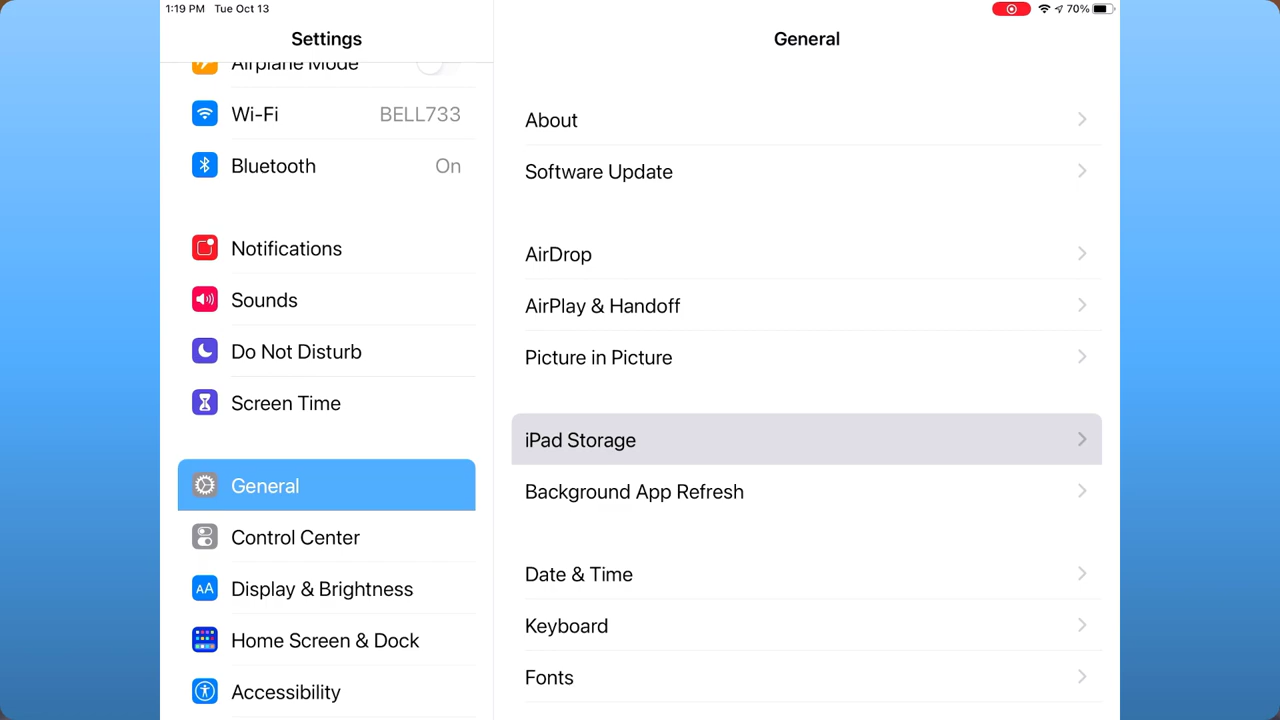 1:19 PM Tue Oct 13
70%
Settings
Airplane Mode
Wi-Fi BELL733
Bluetooth On
Notifications
Sounds
Do Not Disturb
Screen Time
General
Control Center
AA Display & Brightness
Home Screen & Dock
Accessibility
General
About
Software Update
AirDrop
AirPlay & Handoff
Picture in Picture
iPad Storage
Background App Refresh
Date & Time
Keyboard
Fonts